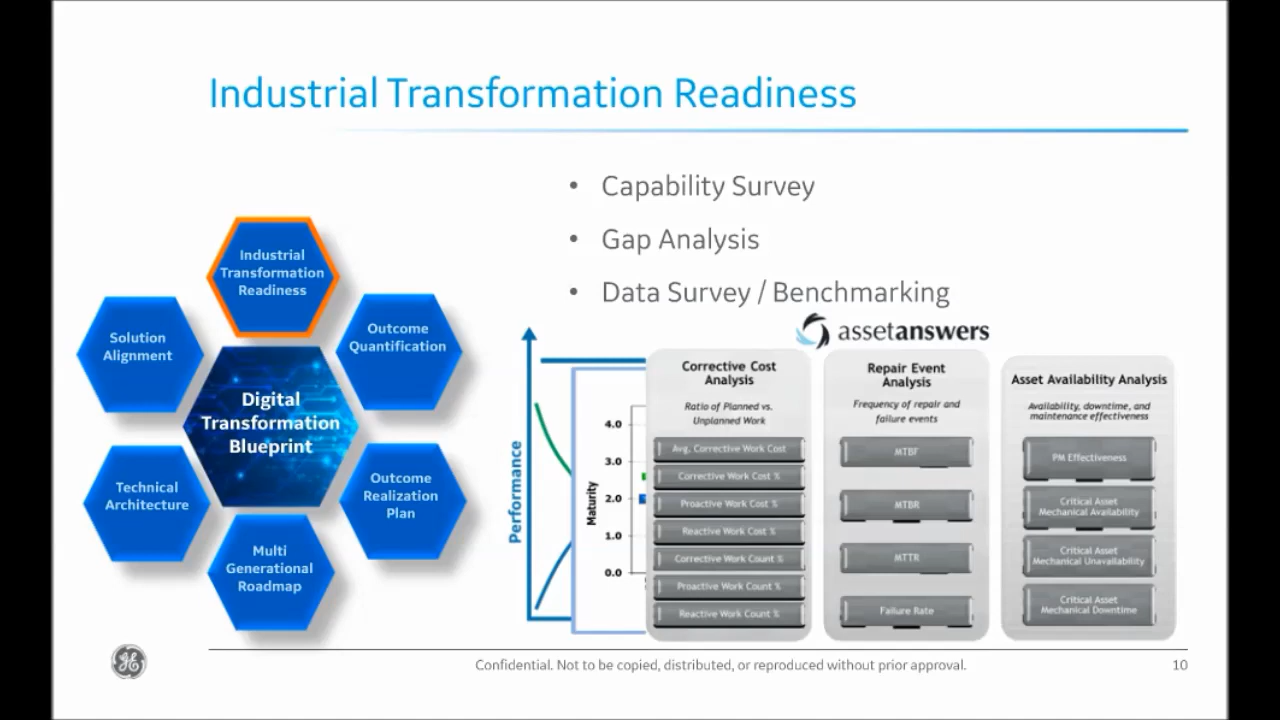 Industrial Transformation Readiness
• Capability Survey
• Gap Analysis
• Data Survey / Benchmarking
Industrial
Transformation
Readiness
Outcome
Quantification
Solution
Alignment
Digital
Transformation
Blueprint
Technical
Architecture
Outcome
Realization
Plan
Multi
Generational
Roadmap
Performance
Maturity
4.0
3.0
2.0
1.0
0.0
assetanswers
Corrective Cost
Analysis
Ratio of Planned vs.
Unplanned Work
Avg. Corrective Work Cost
Corrective Work Cost %
Proactive Work Cost %
Reactive Work Cost %
Corrective Work Count %
Proactive Work Count %
Reactive Work Count %
Repair Event
Analysis
Frequency of repair and
failure events
MTBF
MTBR
MTTR
Failure Rate
Asset Availability Analysis
Availability, downtime, and
maintenance effectiveness
PM Effectiveness
Critical Asset
Mechanical Availability
Critical Asset
Mechanical Unavailability
Critical Asset
Mechanical Downtime
GE
Confidential. Not to be copied, distributed, or reproduced without prior approval.
10